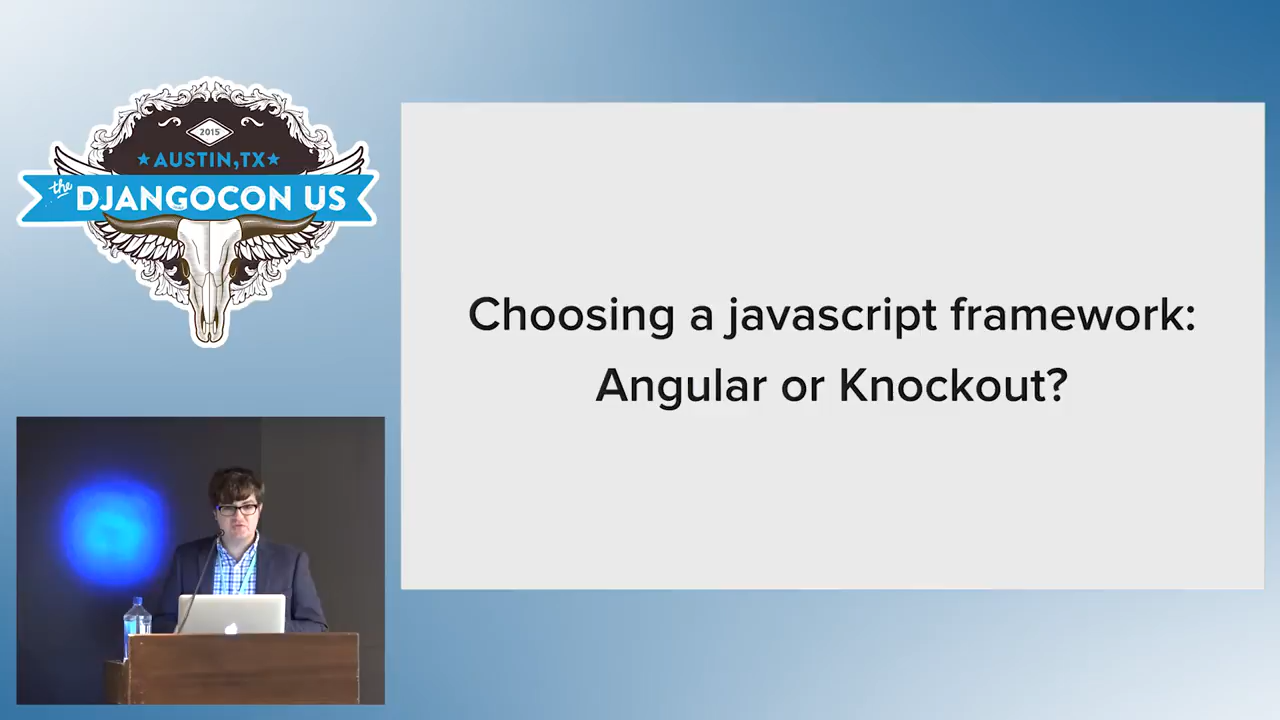 2015
AUSTIN, TX
the
DJANGOCON US
Choosing a javascript framework:
Angular or Knockout?